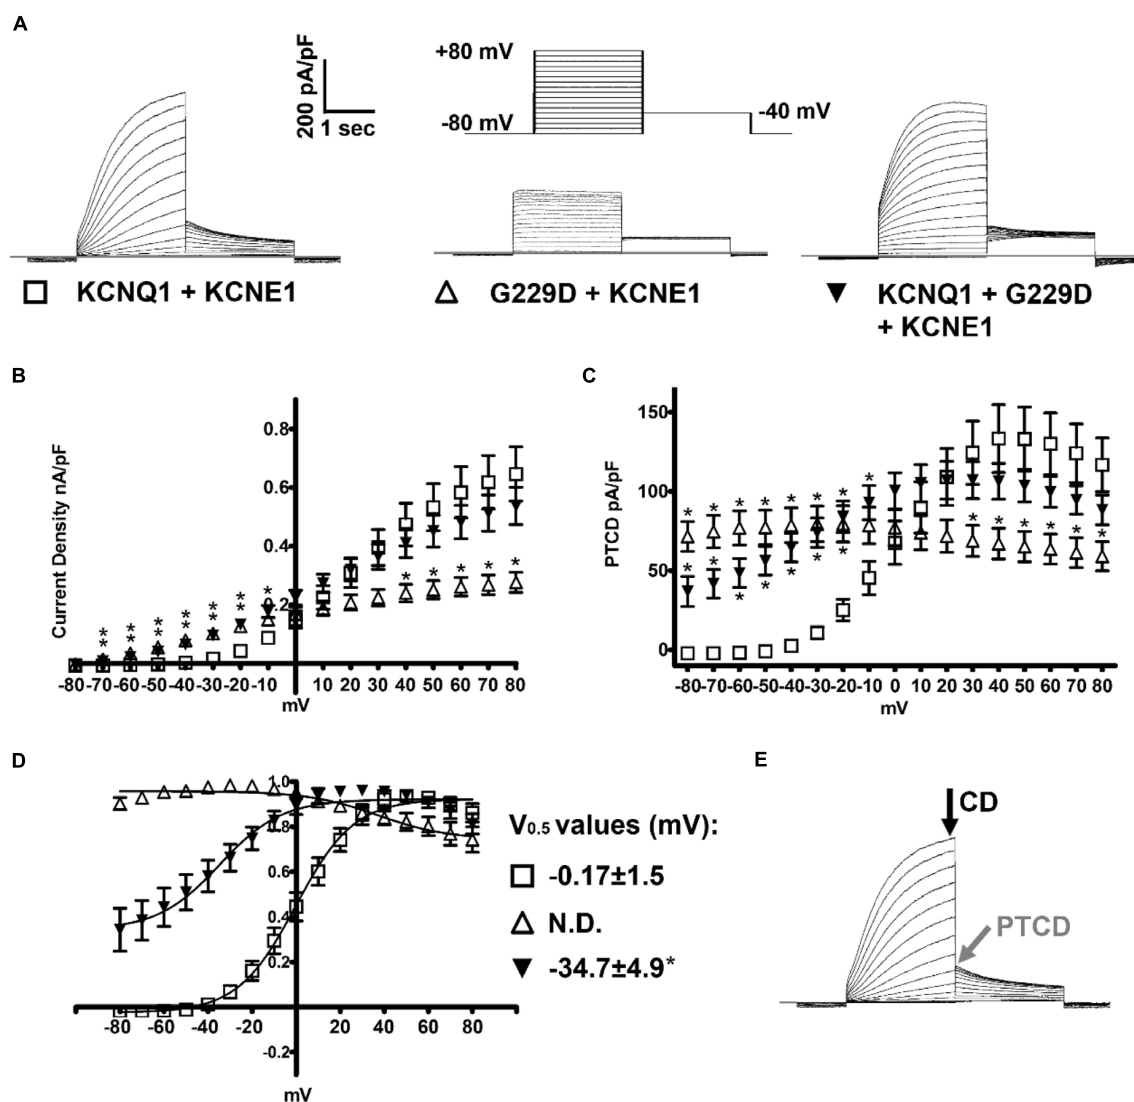 A
200 pA/pF
1 sec
+80 mV
-80 mV
-40 mV
KCNQ1 + KCNE1
G229D + KCNE1
KCNQ1 + G229D
+ KCNE1
B
Current Density nA/pF
0.8
0.6
0.4
0.2
* * * * * * * *
* * * * * *
* * * * *
-80 -70 -60 -50 -40 -30 -20 -10 10 20 30 40 50 60 70 80
mV
C
PTCD pA/pF
150
100
50
0
* * * * * * * *
* * * * * *
* * * * * *
-80 -70 -60 -50 -40 -30 -20 -10 0 10 20 30 40 50 60 70 80
mV
D
1.0
0.8
0.6
0.4
0.2
-0.2
-80 -60 -40 -20 20 40 60 80
mV
V0.5 values (mV):
-0.17±1.5
N.D.
-34.7±4.9*
E
CD
PTCD